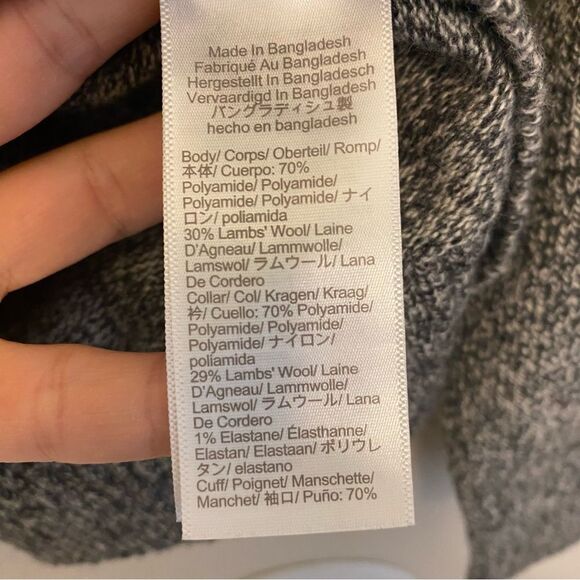 Made In Bangladesh
Fabriqué Au Bangladesh
Hergestellt In Bangladesch
Vervaardigd In Bangladesh
バングラディシュ製
hecho en bangladesh
Body/ Corps/ Oberteil/ Romp/
本体/ Cuerpo: 70%
Polyamide/ Polyamide/
Polyamide/ Polyamide/ ナイ
ロン/ poliamida
30% Lambs' Wool/ Laine
D'Agneau/ Lammwolle/
Lamswol/ ラムウール/ Lana
De Cordero
Collar/ Col/ Kragen/ Kraag/
衿/ Cuello: 70% Polyamide/
Polyamide/ Polyamide/
Polyamide/ ナイロン/
poliamida
29% Lambs' Wool/ Laine
D'Agneau/ Lammwolle/
Lamswol/ ラムウール/ Lana
De Cordero
1% Elastane/ Élasthanne/
Elastan/ Elastaan/ ポリウレ
タン/ elastano
Cuff/ Poignet/ Manschette/
Manchet/ 袖口/ Puño: 70%